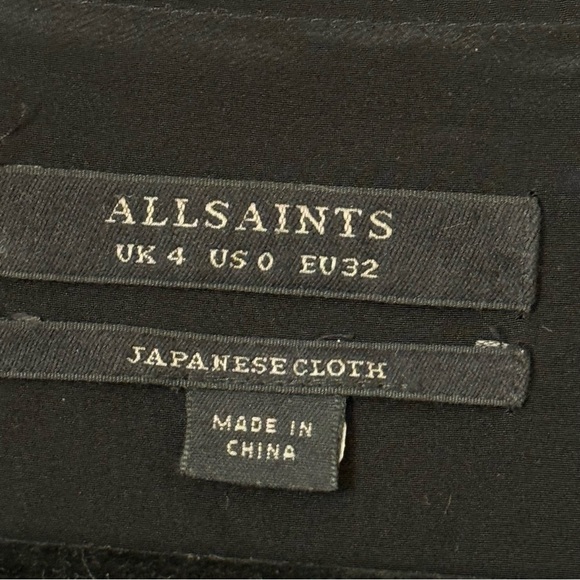 ALLSAINTS
UK 4 US 0 EU 32
JAPANESE CLOTH
MADE IN
CHINA